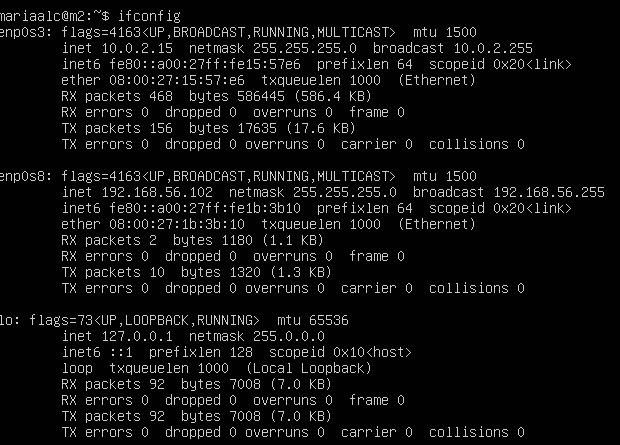 mariaalc@m2:~$ ifconfig
enp0s3: flags=4163<UP,BROADCAST,RUNNING,MULTICAST>  mtu 1500
inet 10.0.2.15  netmask 255.255.255.0  broadcast 10.0.2.255
inet6 fe80::a00:27ff:fe15:57e6  prefixlen 64  scopeid 0x20<link>
ether 08:00:27:15:57:e6  txqueuelen 1000  (Ethernet)
RX packets 468  bytes 586445 (586.4 KB)
RX errors 0  dropped 0  overruns 0  frame 0
TX packets 156  bytes 17635 (17.6 KB)
TX errors 0  dropped 0 overruns 0  carrier 0  collisions 0
enp0s8: flags=4163<UP,BROADCAST,RUNNING,MULTICAST>  mtu 1500
inet 192.168.56.102  netmask 255.255.255.0  broadcast 192.168.56.255
inet6 fe80::a00:27ff:fe1b:3b10  prefixlen 64  scopeid 0x20<link>
ether 08:00:27:1b:3b:10  txqueuelen 1000  (Ethernet)
RX packets 2  bytes 1180 (1.1 KB)
RX errors 0  dropped 0  overruns 0  frame 0
TX packets 10  bytes 1320 (1.3 KB)
TX errors 0  dropped 0 overruns 0  carrier 0  collisions 0
lo: flags=73<UP,LOOPBACK,RUNNING>  mtu 65536
inet 127.0.0.1  netmask 255.0.0.0
inet6 ::1  prefixlen 128  scopeid 0x10<host>
loop  txqueuelen 1000  (Local Loopback)
RX packets 92  bytes 7008 (7.0 KB)
RX errors 0  dropped 0  overruns 0  frame 0
TX packets 92  bytes 7008 (7.0 KB)
TX errors 0  dropped 0 overruns 0  carrier 0  collisions 0